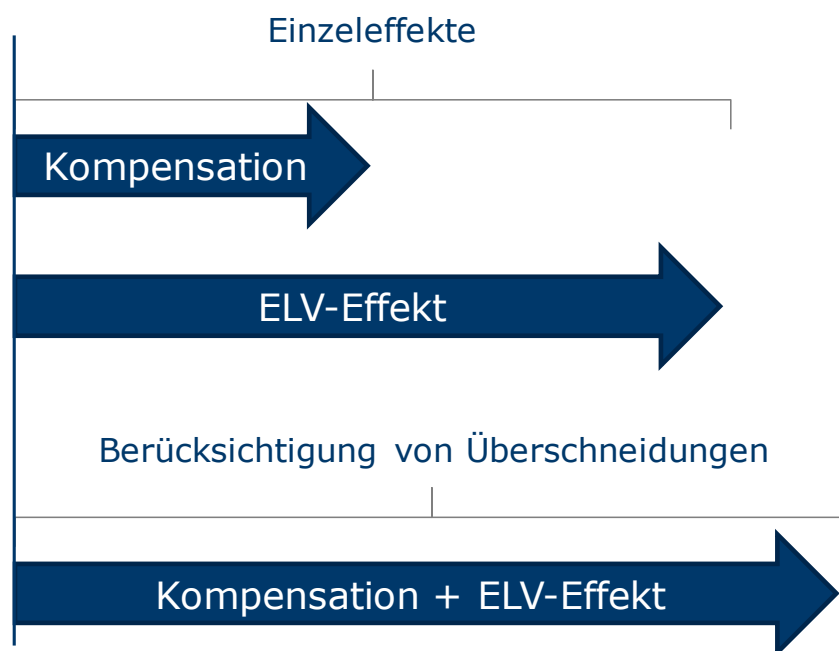 Einzeleffekte
Kompensation
ELV-Effekt
Berücksichtigung von Überschneidungen
Kompensation + ELV-Effekt